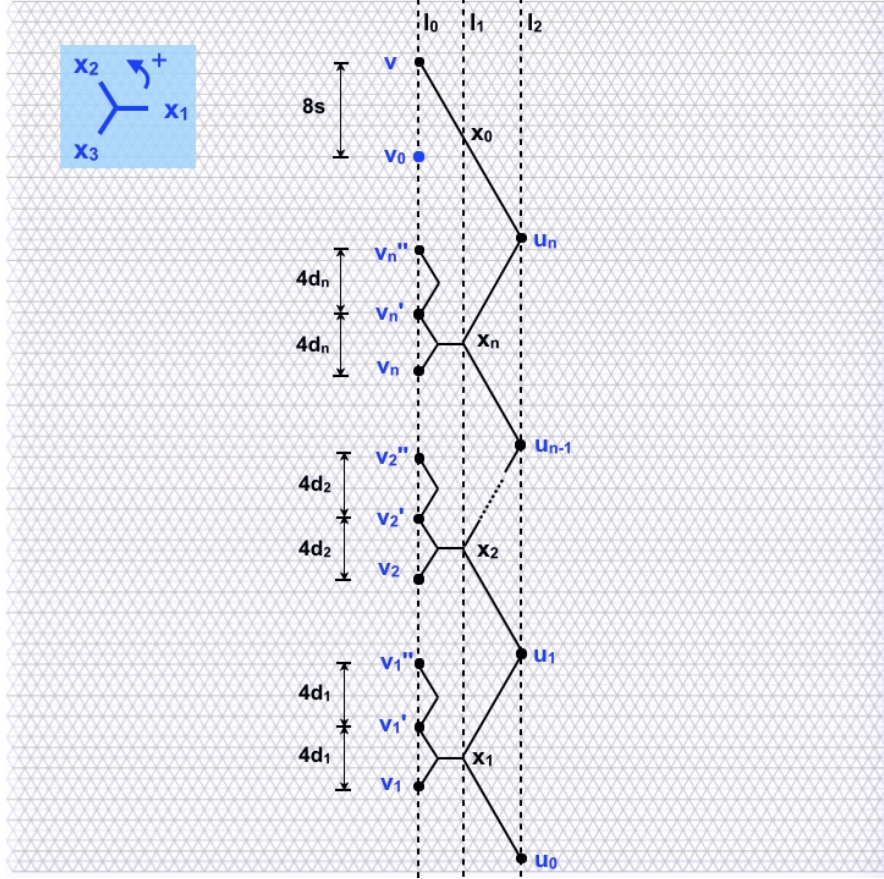 l₀ l₁ l₂
x₂ +
x₁
x₃
v
8s
x₀
v₀
uₙ
vₙ''
4dₙ
vₙ'
4dₙ
xₙ
vₙ
uₙ₋₁
v₂''
4d₂
v₂'
4d₂
x₂
v₂
u₁
v₁''
4d₁
v₁'
4d₁
x₁
v₁
u₀